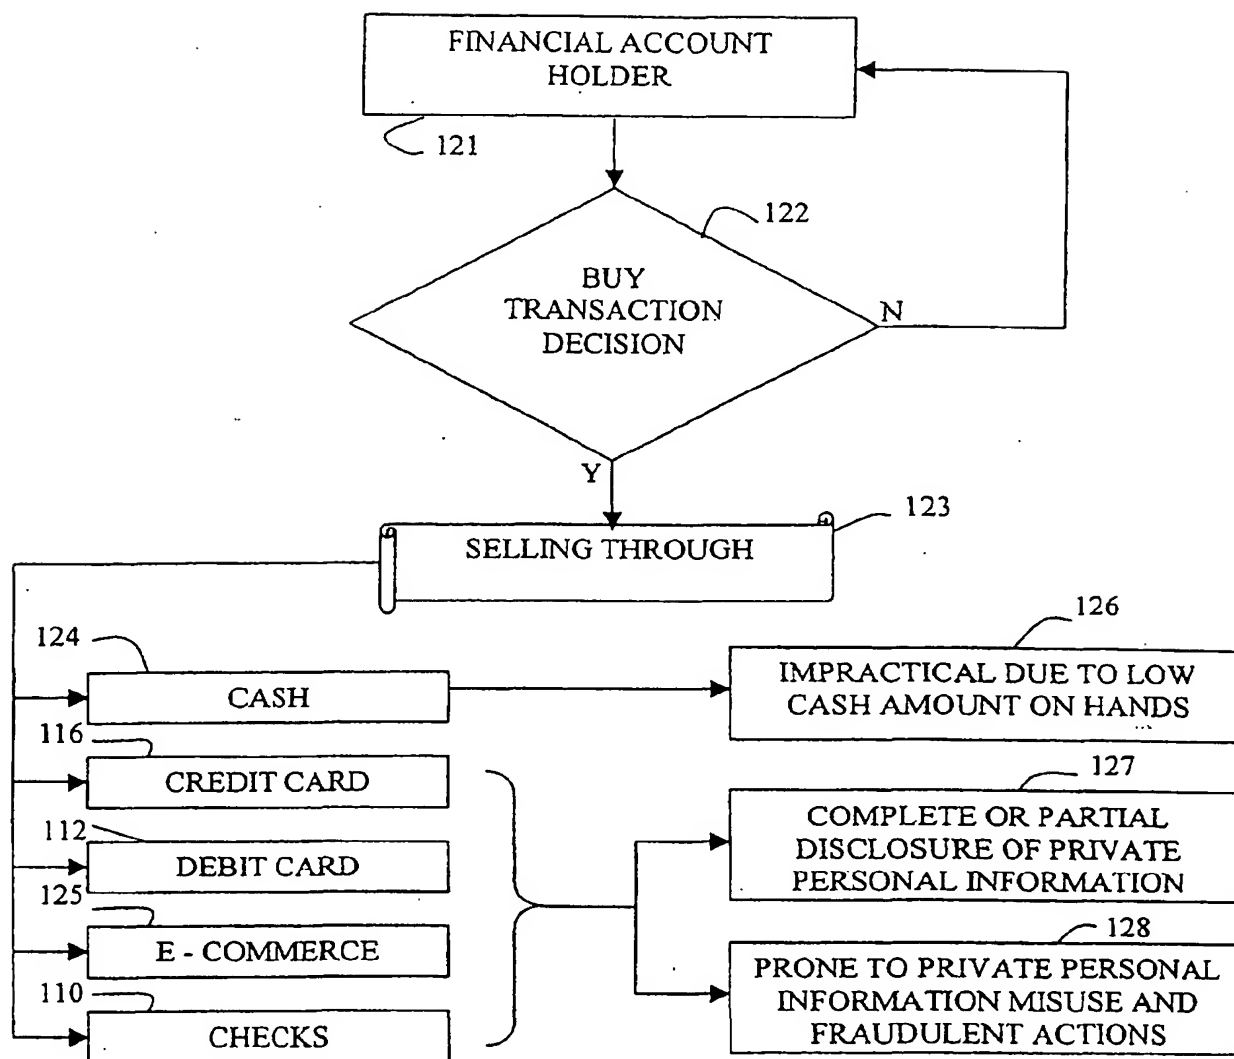 FINANCIAL ACCOUNT
HOLDER
121
122
BUY
TRANSACTION
DECISION
N
Y
123
SELLING THROUGH
124
CASH
126
IMPRACTICAL DUE TO LOW
CASH AMOUNT ON HANDS
116
CREDIT CARD
127
COMPLETE OR PARTIAL
DISCLOSURE OF PRIVATE
PERSONAL INFORMATION
112
DEBIT CARD
125
E - COMMERCE
128
PRONE TO PRIVATE PERSONAL
INFORMATION MISUSE AND
FRAUDULENT ACTIONS
110
CHECKS